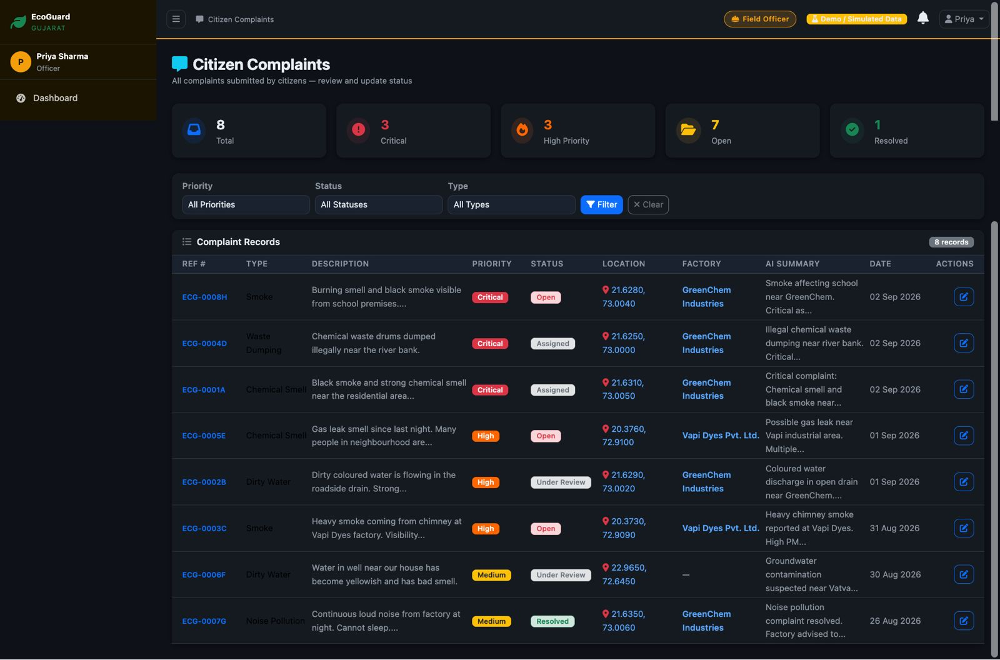 EcoGuard
GUJARAT
P
Priya Sharma
Officer
Dashboard
Citizen Complaints
Field Officer
Demo / Simulated Data
Priya
Citizen Complaints
All complaints submitted by citizens — review and update status
8
Total
3
Critical
3
High Priority
7
Open
1
Resolved
Priority
Status
Type
All Priorities
All Statuses
All Types
Filter
Clear
Complaint Records
8 records
REF # TYPE DESCRIPTION PRIORITY STATUS LOCATION FACTORY AI SUMMARY DATE ACTIONS
ECG-0008H
Smoke
Burning smell and black smoke visible
from school premises....
Critical
Open
21.6280,
73.0040
GreenChem
Industries
Smoke affecting school
near GreenChem.
Critical as...
02 Sep 2026
ECG-0004D
Waste
Dumping
Chemical waste drums dumped
illegally near the river bank.
Critical
Assigned
21.6250,
73.0000
GreenChem
Industries
Illegal chemical waste
dumping near river bank.
Critical...
02 Sep 2026
ECG-0001A
Chemical Smell
Black smoke and strong chemical smell
near the residential area...
Critical
Assigned
21.6310,
73.0050
GreenChem
Industries
Critical complaint:
Chemical smell and
black smoke near...
02 Sep 2026
ECG-0005E
Chemical Smell
Gas leak smell since last night. Many
people in neighbourhood are...
High
Open
20.3760,
72.9100
Vapi Dyes Pvt. Ltd.
Possible gas leak near
Vapi industrial area.
Multiple...
01 Sep 2026
ECG-0002B
Dirty Water
Dirty coloured water is flowing in the
roadside drain. Strong...
High
Under Review
21.6290,
73.0020
GreenChem
Industries
Coloured water
discharge in open drain
near GreenChem....
01 Sep 2026
ECG-0003C
Smoke
Heavy smoke coming from chimney at
Vapi Dyes factory. Visibility...
High
Open
20.3730,
72.9090
Vapi Dyes Pvt. Ltd.
Heavy chimney smoke
reported at Vapi Dyes.
High PM...
31 Aug 2026
ECG-0006F
Dirty Water
Water in well near our house has
become yellowish and has bad smell.
Medium
Under Review
22.9650,
72.6450
—
Groundwater
contamination
suspected near Vatva...
30 Aug 2026
ECG-0007G
Noise Pollution
Continuous loud noise from factory at
night. Cannot sleep....
Medium
Resolved
21.6350,
73.0060
GreenChem
Industries
Noise pollution
complaint resolved.
Factory advised to...
26 Aug 2026